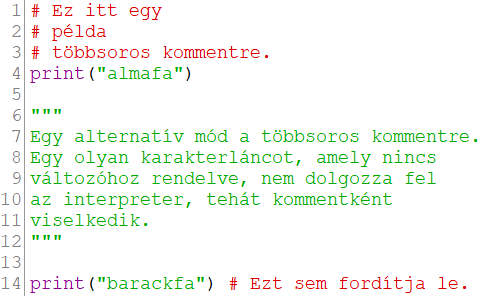 1 # Ez itt egy
2 # példa
3 # többsoros kommentre.
4 print("almafa")
5
6 """
7 Egy alternatív mód a többsoros kommentre.
8 Egy olyan karakterláncot, amely nincs
9 változóhoz rendelve, nem dolgozza fel
10 az interpreter, tehát kommentként
11 viselkedik.
12 """
13
14 print("barackfa") # Ezt sem fordítja le.